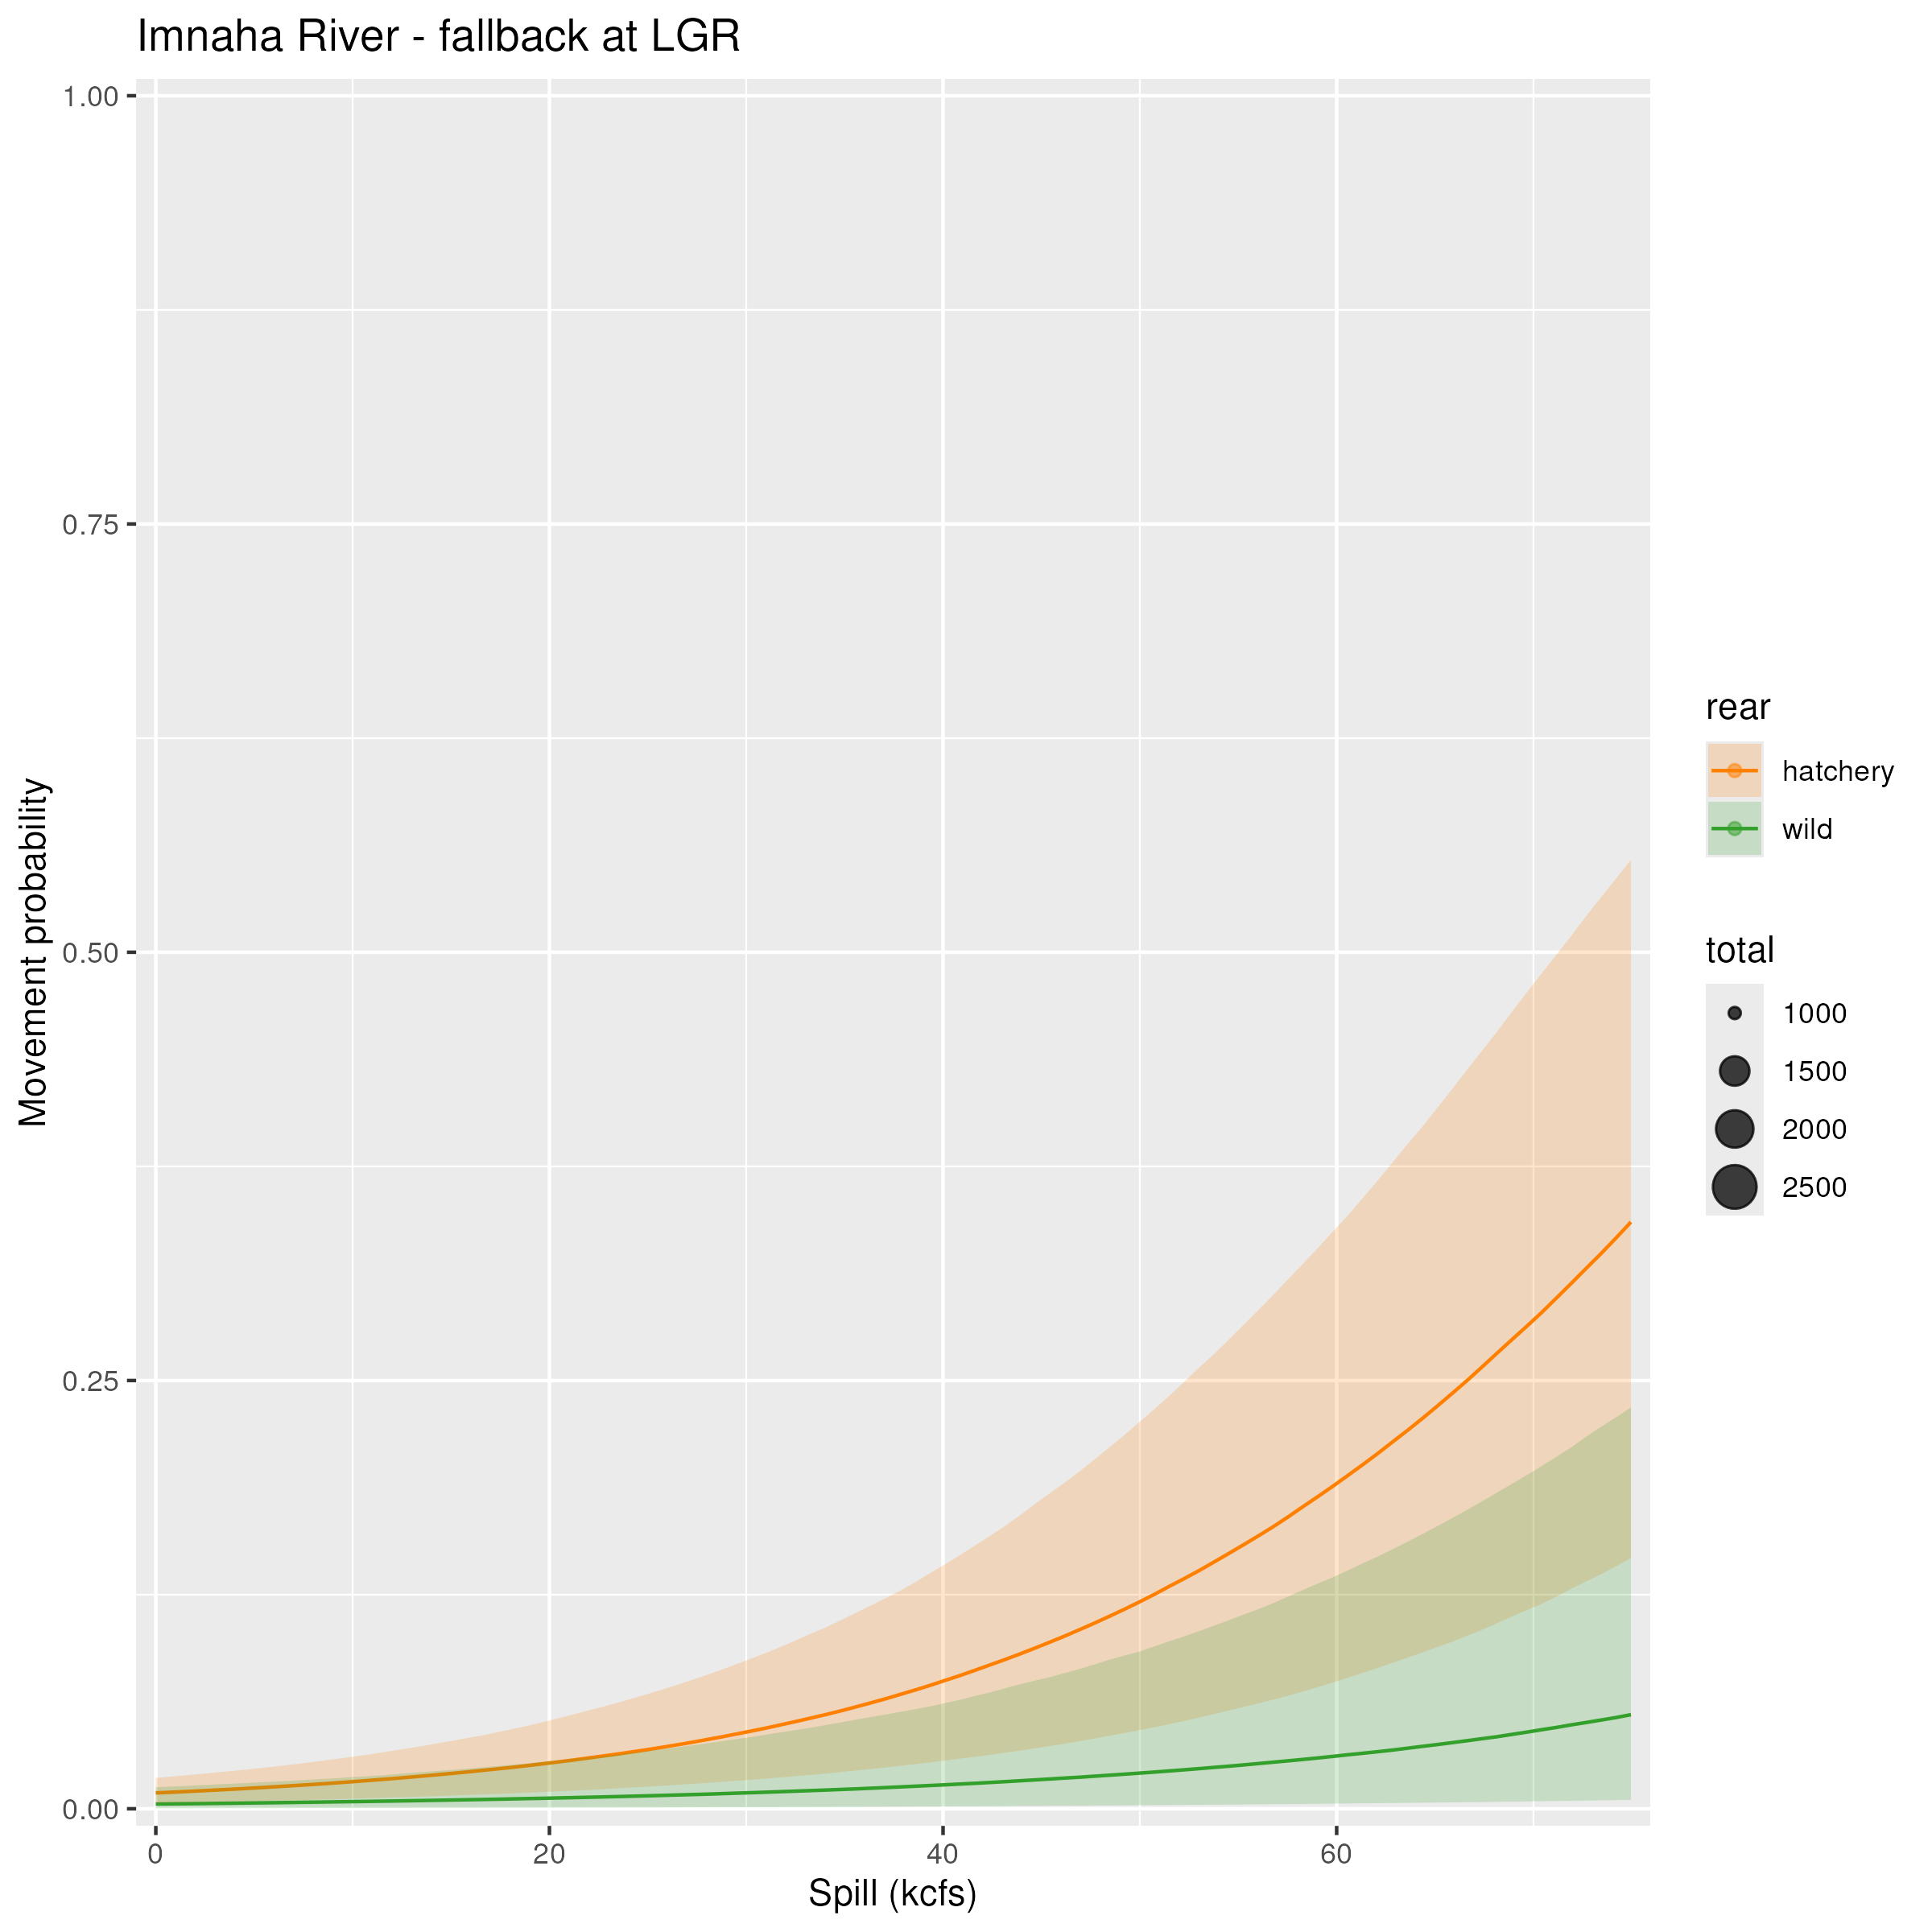 Imnaha River - fallback at LGR
1.00
0.75
0.50
0.25
0.00
Movement probability
0
20
40
60
Spill (kcfs)
rear
hatchery
wild
total
1000
1500
2000
2500